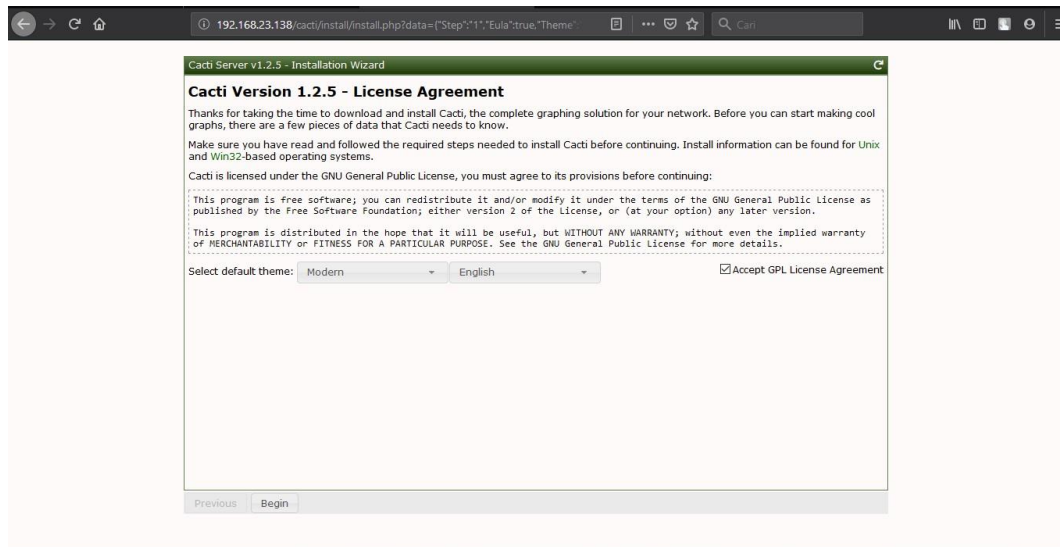 192.168.23.138/cacti/install/install.php?data={"Step":"1","Eula":true,"Theme":
Cari
Cacti Server v1.2.5 - Installation Wizard
Cacti Version 1.2.5 - License Agreement
Thanks for taking the time to download and install Cacti, the complete graphing solution for your network. Before you can start making cool
graphs, there are a few pieces of data that Cacti needs to know.
Make sure you have read and followed the required steps needed to install Cacti before continuing. Install information can be found for Unix
and Win32-based operating systems.
Cacti is licensed under the GNU General Public License, you must agree to its provisions before continuing:
This program is free software; you can redistribute it and/or modify it under the terms of the GNU General Public License as
published by the Free Software Foundation; either version 2 of the License, or (at your option) any later version.
This program is distributed in the hope that it will be useful, but WITHOUT ANY WARRANTY; without even the implied warranty
of MERCHANTABILITY or FITNESS FOR A PARTICULAR PURPOSE. See the GNU General Public License for more details.
Select default theme: Modern English Accept GPL License Agreement
Previous Begin